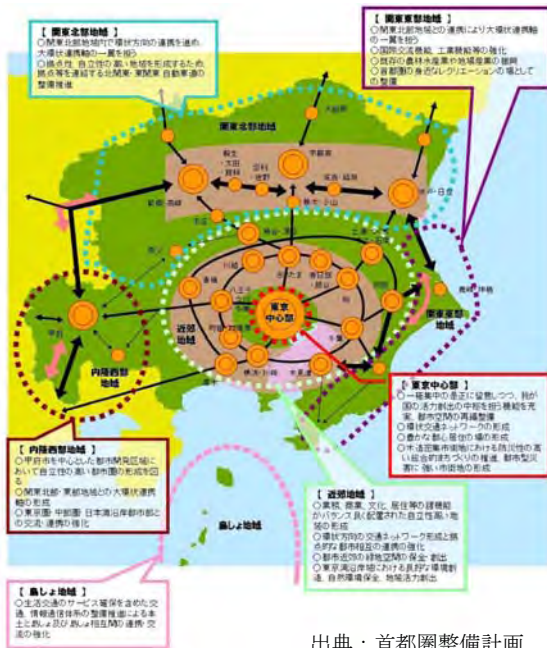 【 関東北部地域 】
○関東北部地域内で環状方向の連携を進め、
大環状連携軸の一翼を担う
○拠点性、自立性の高い地域を形成するため、
拠点等を連結する北関東・東関東自動車道の
整備推進
【 関東東部地域 】
○関東北部地域との連携により大環状連携軸
の一翼を担う
○国際交流機能、工業機能等の強化
○既存の農林水産業や地場産業の振興
○首都圏の身近なレクリエーションの場として
の整備
関東北部地域
宇都宮
前橋・高崎
水戸・日立
栃木・小山
川越
春日部
八王子
東京
中心部
近郊地域
千葉
木更津
横浜・川崎
甲府
秩父
内陸西部
地域
関東東部
地域
島しょ地域
【 東京中心部 】
○一極集中の是正に留意しつつ、我が
国の活力創出の中枢を担う機能を充
実、都市空間の再編整備
○環状交通ネットワークの形成
○豊かな都心居住の場の形成
○木造密集市街地における防災性の高
い総合的まちづくりの推進、都市型災
害に強い市街地の形成
【 内陸西部地域 】
○甲府市を中心とした都市開発区域に
おいて自立性の高い都市圏の形成を図
る
○関東北部・東部地域との大環状連携
軸の形成
○東京圏・中部圏・日本海沿岸都市部と
の交流・連携の強化
【 近郊地域 】
○業務、商業、文化、居住等の諸機能
がバランス良く配置された自立性高い地
域の形成
○環状方向の交通ネットワーク形成と拠
点的な都市相互の連携の強化
○都市近郊の緑地空間の保全・創出
○東京湾沿岸域における良好な環境創
造、自然環境保全、地域活力創出
【 島しょ地域 】
○生活交通のサービス確保を含めた交
通、情報通信体系の整備推進による本
土と島しょ及び島しょ相互間の連携・交
流の強化
出典:首都圏整備計画